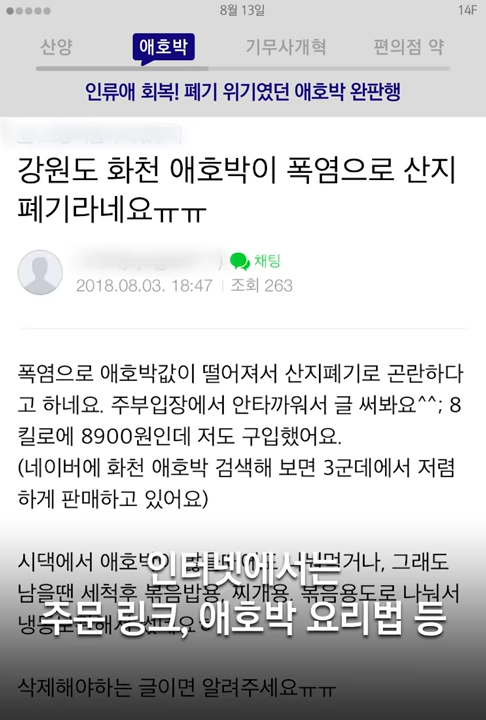 8월 13일
14F
산양 애호박 기무사개혁 편의점 약
인류애 회복! 폐기 위기였던 애호박 완판행
강원도 화천 애호박이 폭염으로 산지
폐기라네요ㅠㅠ
채팅
2018.08.03. 18:47 | 조회 263
폭염으로 애호박값이 떨어져서 산지폐기로 곤란하다
고 하네요. 주부입장에서 안타까워서 글 써봐요^^; 8
킬로에 8900원인데 저도 구입했어요.
(네이버에 화천 애호박 검색해 보면 3군데에서 저렴
하게 판매하고 있어요)
시댁에서 애호박이 나눠먹거나, 그래도
인터넷에서는
남을땐 세척후 볶음밥용, 찌개용. 볶음용도로 나눠서
주문 링크, 애호박 요리법 등
삭제해야하는 글이면 알려주세요ㅠㅠ